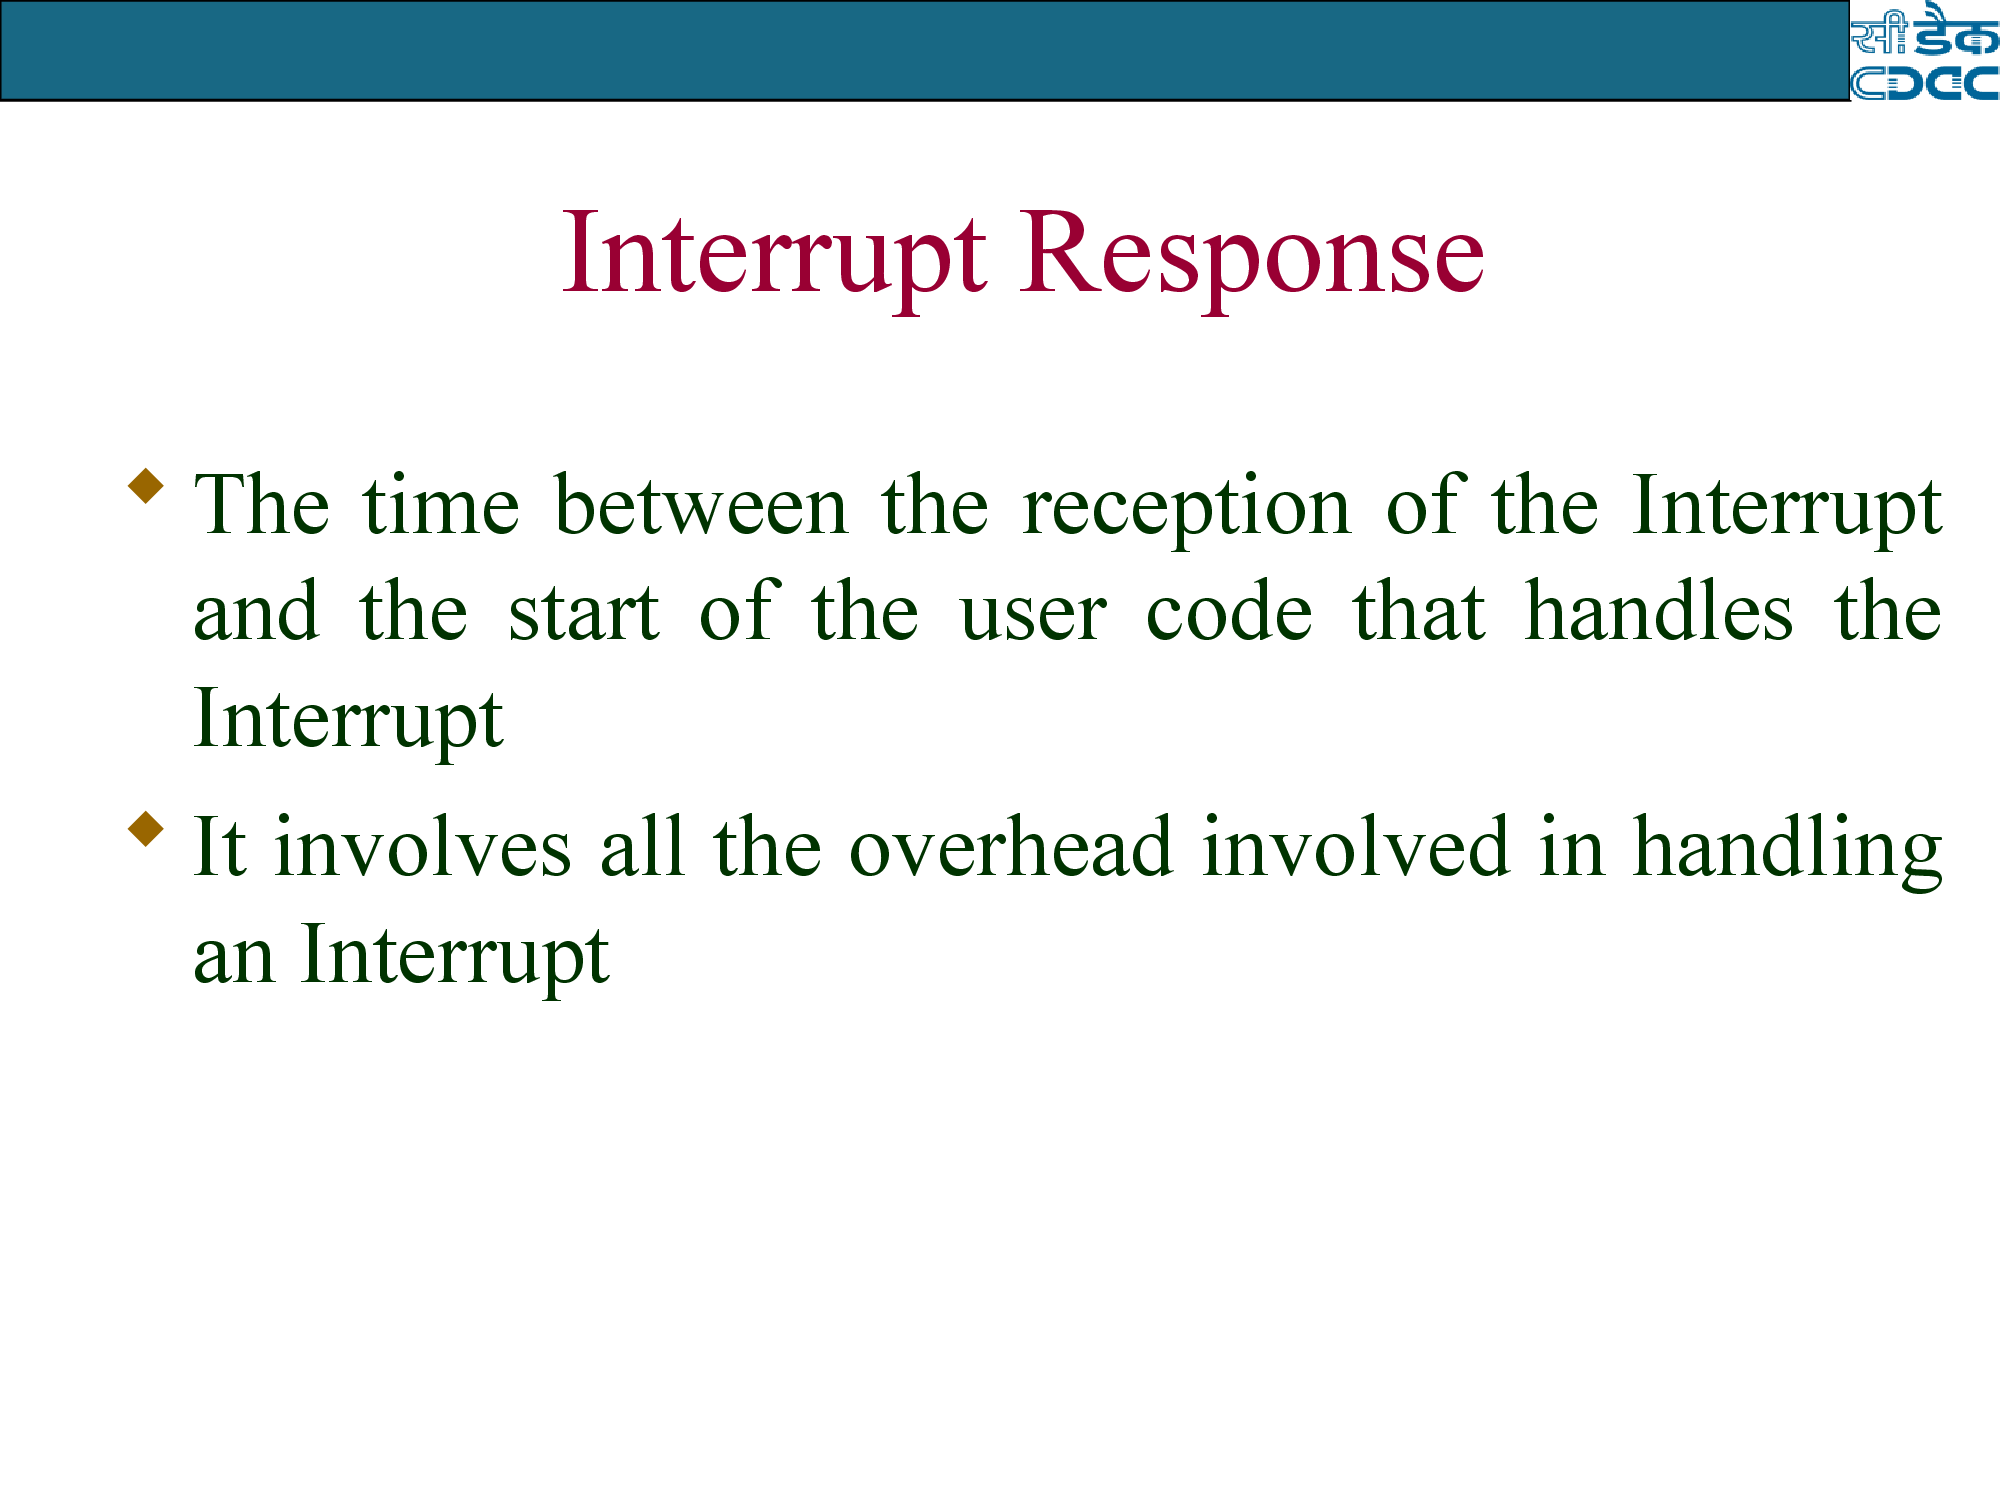 सी डैक
CDAC
Interrupt Response
The time between the reception of the Interrupt
and the start of the user code that handles the
Interrupt
It involves all the overhead involved in handling
an Interrupt